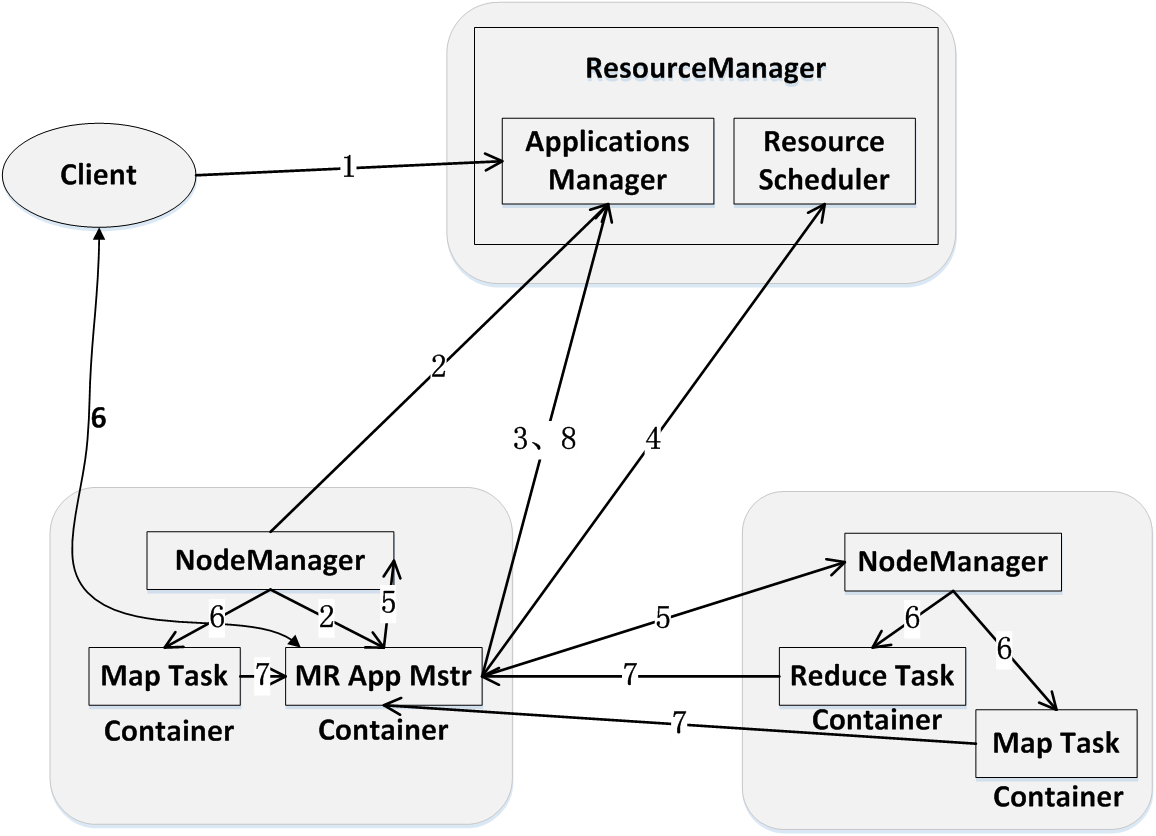 ResourceManager
Applications
Manager
Resource
Scheduler
Client
1
2
3、8
4
6
NodeManager
6
2
5
Map Task
7
MR App Mstr
Container
Container
5
7
7
NodeManager
6
6
Reduce Task
Container
Map Task
Container